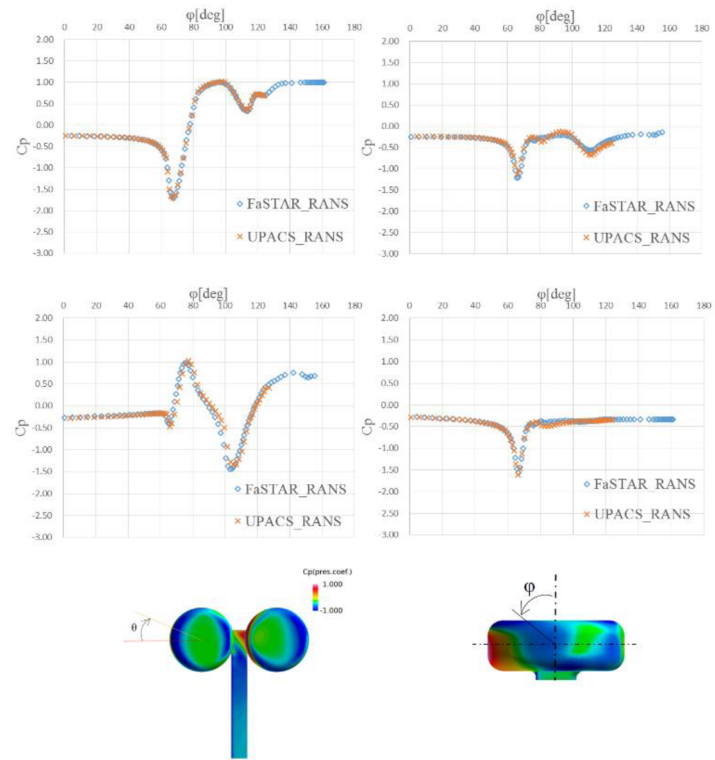 φ[deg] φ[deg]
0 20 40 60 80 100 120 140 160 180 0 20 40 60 80 100 120 140 160 180
2.00 2.00
1.50 1.50
1.00 1.00
0.50 0.50
0.00 0.00
Cp Cp
-0.50 -0.50
-1.00 -1.00
-1.50 -1.50
FaSTAR_RANS FaSTAR_RANS
-2.00 -2.00
UPACS_RANS UPACS_RANS
-2.50 -2.50
-3.00 -3.00
φ[deg] φ[deg]
0 20 40 60 80 100 120 140 160 180 0 20 40 60 80 100 120 140 160 180
2.00 2.00
1.50 1.50
1.00 1.00
0.50 0.50
0.00 0.00
Cp Cp
-0.50 -0.50
-1.00 -1.00
-1.50 -1.50
FaSTAR_RANS FaSTAR_RANS
-2.00 -2.00
UPACS_RANS UPACS_RANS
-2.50 -2.50
-3.00 -3.00
Cp(pres.coef.)
1.000
-1.000
θ
φ